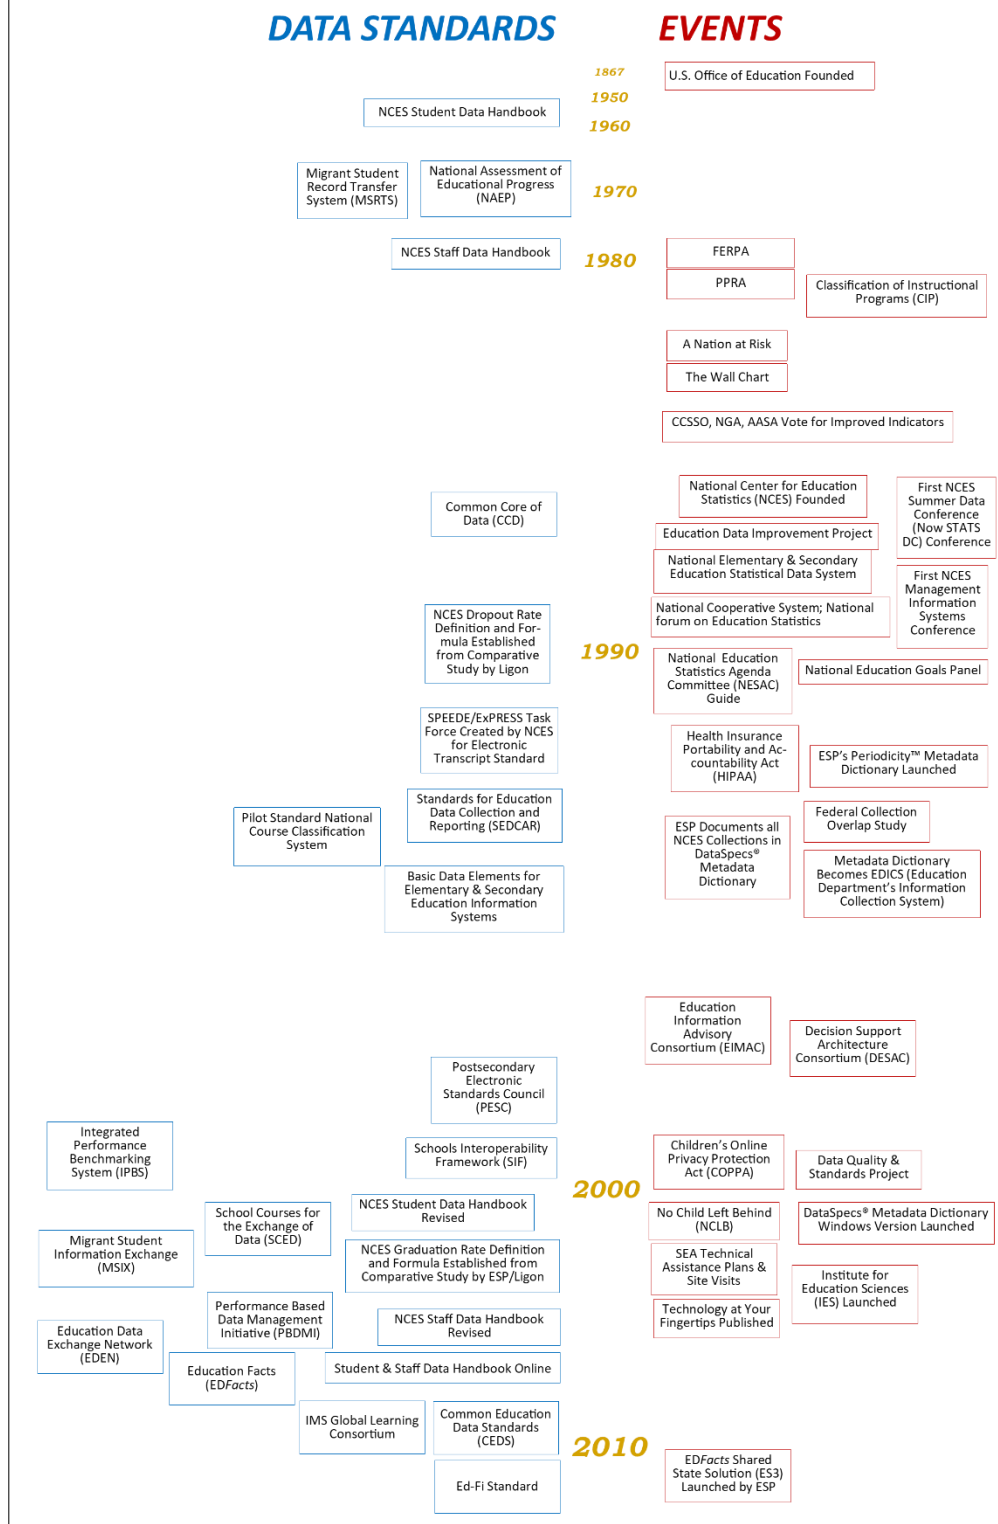 DATA STANDARDS
EVENTS
1867
U.S. Office of Education Founded
1950
NCES Student Data Handbook
1960
Migrant Student
Record Transfer
System (MSRTS)
National Assessment of
Educational Progress
(NAEP)
1970
NCES Staff Data Handbook
1980
FERPA
PPRA
Classification of Instructional
Programs (CIP)
A Nation at Risk
The Wall Chart
CCSSO, NGA, AASA Vote for Improved Indicators
National Center for Education
Statistics (NCES) Founded
First NCES
Summer Data
Conference
(Now STATS
DC) Conference
Common Core of
Data (CCD)
Education Data Improvement Project
National Elementary & Secondary
Education Statistical Data System
First NCES
Management
Information
Systems
Conference
National Cooperative System; National
forum on Education Statistics
NCES Dropout Rate
Definition and For-
mula Established
from Comparative
Study by Ligon
1990
National Education
Statistics Agenda
Committee (NESAC)
Guide
National Education Goals Panel
SPEEDE/ExPRESS Task
Force Created by NCES
for Electronic
Transcript Standard
Health Insurance
Portability and Ac-
countability Act
(HIPAA)
ESP's Periodicity™ Metadata
Dictionary Launched
Standards for Education
Data Collection and
Reporting (SEDCAR)
Pilot Standard National
Course Classification
System
Federal Collection
Overlap Study
ESP Documents all
NCES Collections in
DataSpecs®
Metadata
Dictionary
Metadata Dictionary
Becomes EDICS (Education
Department's Information
Collection System)
Basic Data Elements for
Elementary & Secondary
Education Information
Systems
Education
Information
Advisory
Consortium (EIMAC)
Decision Support
Architecture
Consortium (DESAC)
Postsecondary
Electronic
Standards Council
(PESC)
Integrated
Performance
Benchmarking
System (IPBS)
Schools Interoperability
Framework (SIF)
Children's Online
Privacy Protection
Act (COPPA)
Data Quality &
Standards Project
2000
NCES Student Data Handbook
Revised
School Courses for
the Exchange of
Data (SCED)
No Child Left Behind
(NCLB)
DataSpecs® Metadata Dictionary
Windows Version Launched
Migrant Student
Information Exchange
(MSIX)
NCES Graduation Rate Definition
and Formula Established from
Comparative Study by ESP/Ligon
SEA Technical
Assistance Plans &
Site Visits
Institute for
Education Sciences
(IES) Launched
Performance Based
Data Management
Initiative (PBDMI)
NCES Staff Data Handbook
Revised
Technology at Your
Fingertips Published
Education Data
Exchange Network
(EDEN)
Education Facts
(EDFacts)
Student & Staff Data Handbook Online
IMS Global Learning
Consortium
Common Education
Data Standards
(CEDS)
2010
Ed-Fi Standard
EDFacts Shared
State Solution (ES3)
Launched by ESP